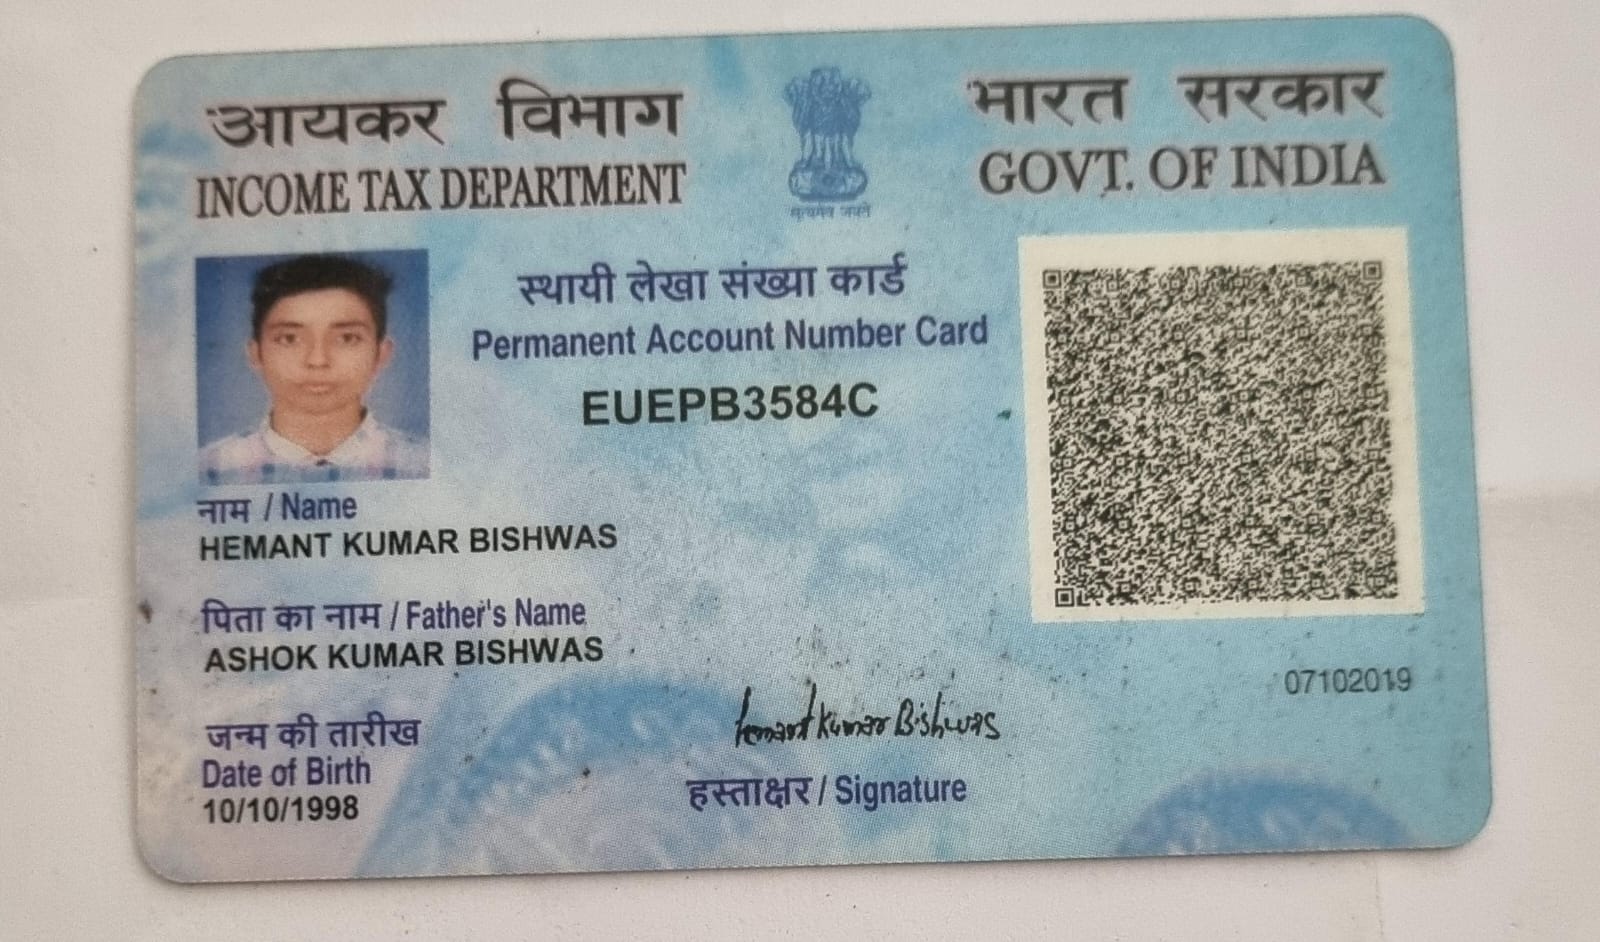 आयकर विभाग
INCOME TAX DEPARTMENT
सत्यमेव जयते
भारत सरकार
GOVT. OF INDIA
स्थायी लेखा संख्या कार्ड
Permanent Account Number Card
EUEPB3584C
नाम / Name
HEMANT KUMAR BISHWAS
पिता का नाम / Father's Name
ASHOK KUMAR BISHWAS
जन्म की तारीख
Date of Birth
10/10/1998
Hemant Kumar Bishwas
हस्ताक्षर / Signature
07102019